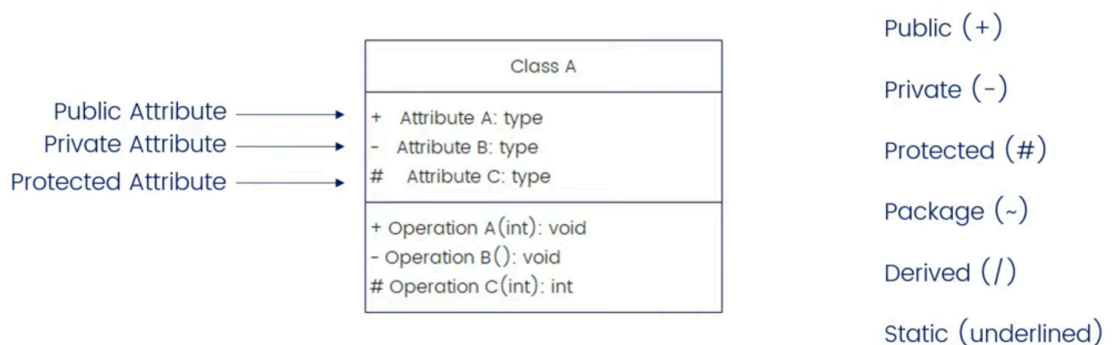 Public Attribute
Private Attribute
Protected Attribute
Class A
+ Attribute A: type
- Attribute B: type
# Attribute C: type
+ Operation A(int): void
- Operation B(): void
# Operation C(int): int
Public (+)
Private (-)
Protected (#)
Package (~)
Derived (/)
Static (underlined)